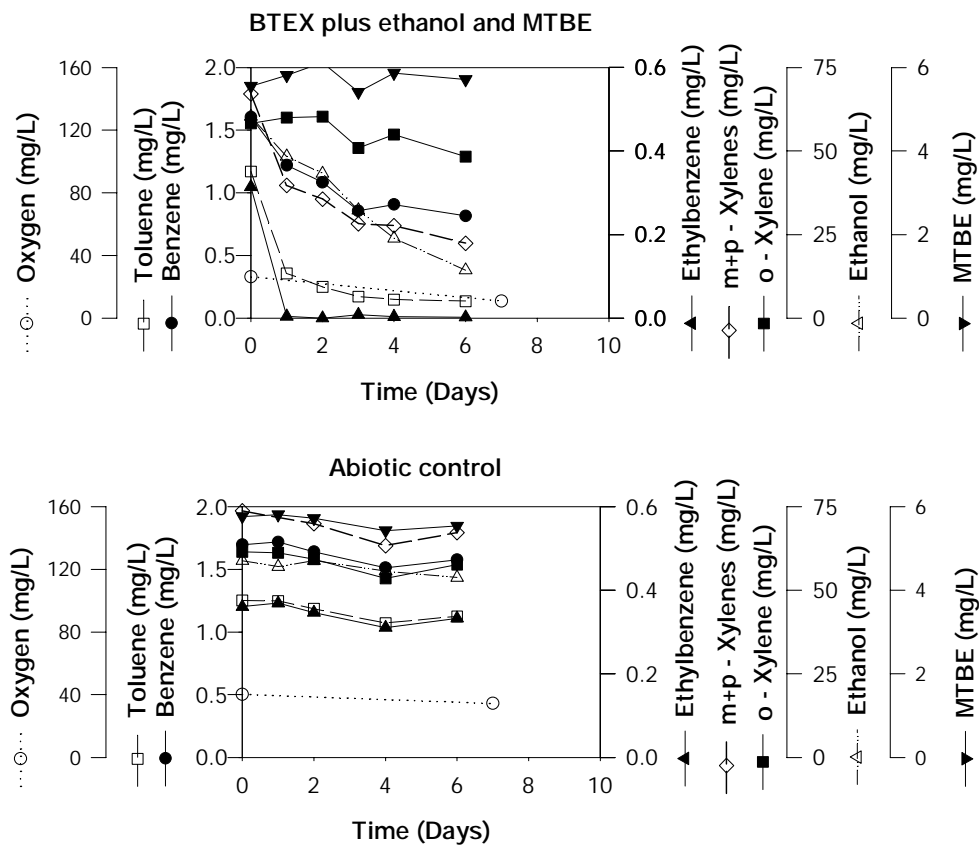 BTEX plus ethanol and MTBE
Oxygen (mg/L)
160
120
80
40
0
Toluene (mg/L)
Benzene (mg/L)
2.0
1.5
1.0
0.5
0.0
0 2 4 6 8 10
Time (Days)
0.6
0.4
0.2
0.0
Ethylbenzene (mg/L)
m+p - Xylenes (mg/L)
o - Xylene (mg/L)
75
50
25
0
Ethanol (mg/L)
6
4
2
0
MTBE (mg/L)
Abiotic control
Oxygen (mg/L)
160
120
80
40
0
Toluene (mg/L)
Benzene (mg/L)
2.0
1.5
1.0
0.5
0.0
0 2 4 6 8 10
Time (Days)
0.6
0.4
0.2
0.0
Ethylbenzene (mg/L)
m+p - Xylenes (mg/L)
o - Xylene (mg/L)
75
50
25
0
Ethanol (mg/L)
6
4
2
0
MTBE (mg/L)